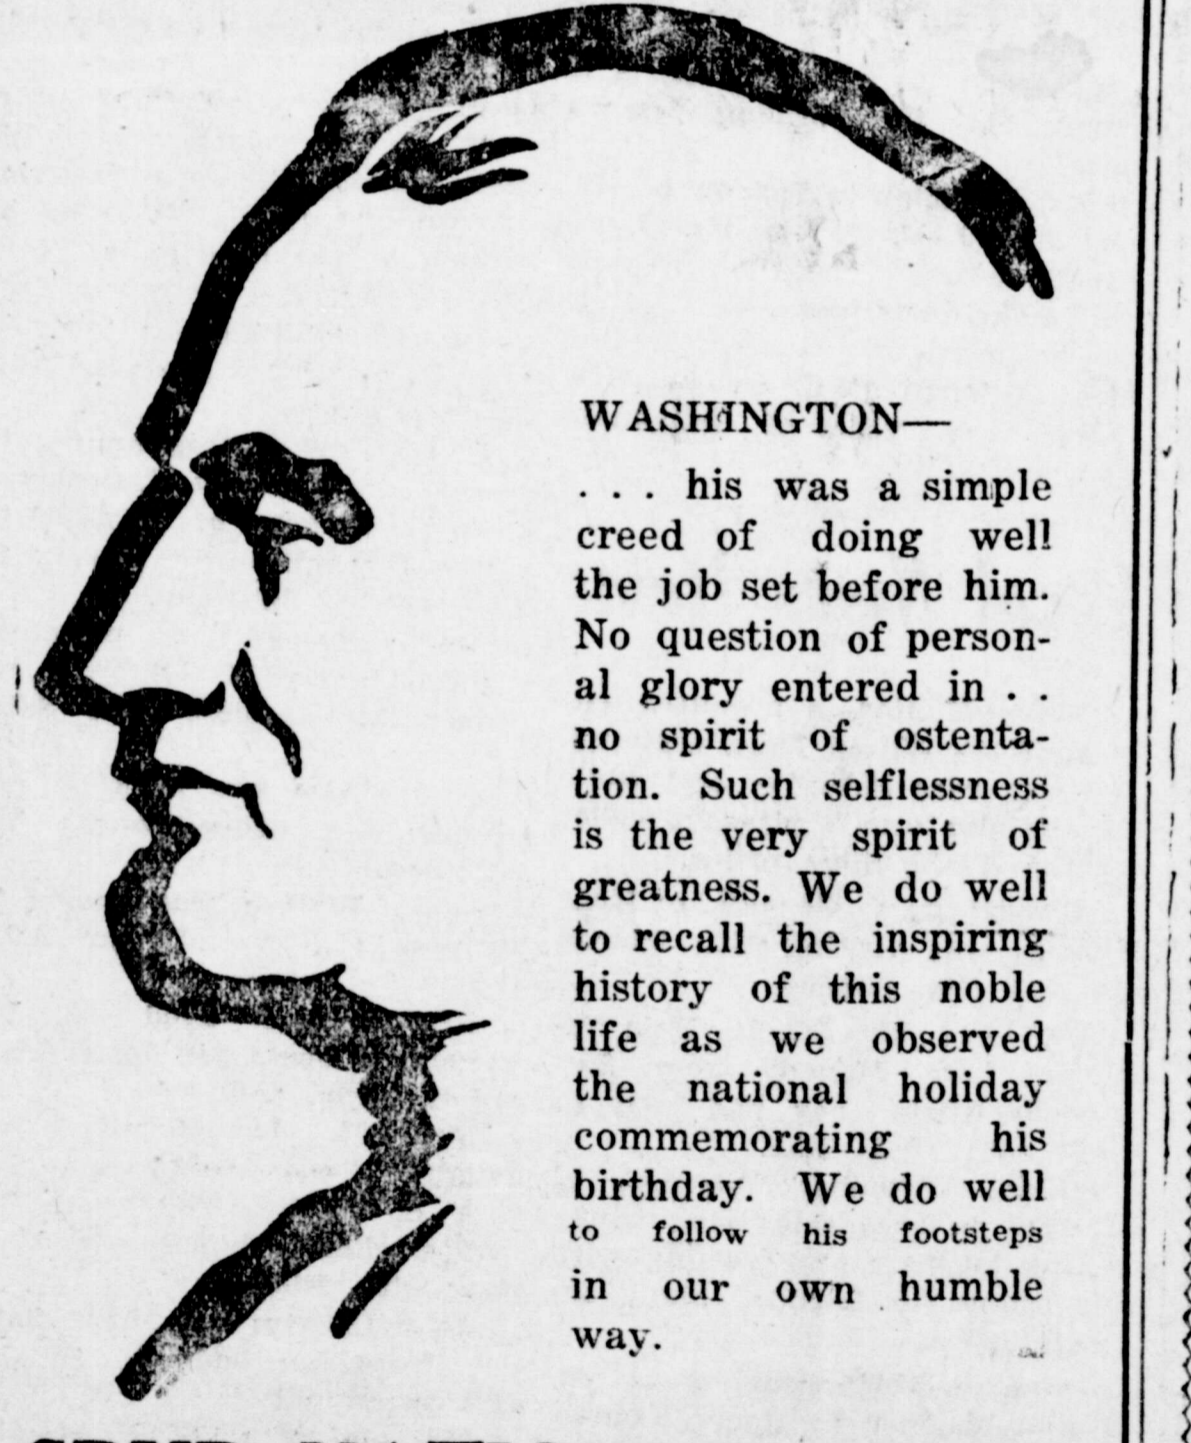 WASHINGTON—
. . . his was a simple
creed of doing well
the job set before him.
No question of person-
al glory entered in . .
no spirit of ostenta-
tion. Such selflessness
is the very spirit of
greatness. We do well
to recall the inspiring
history of this noble
life as we observed
the national holiday
commemorating his
birthday. We do well
to follow his footsteps
in our own humble
way.